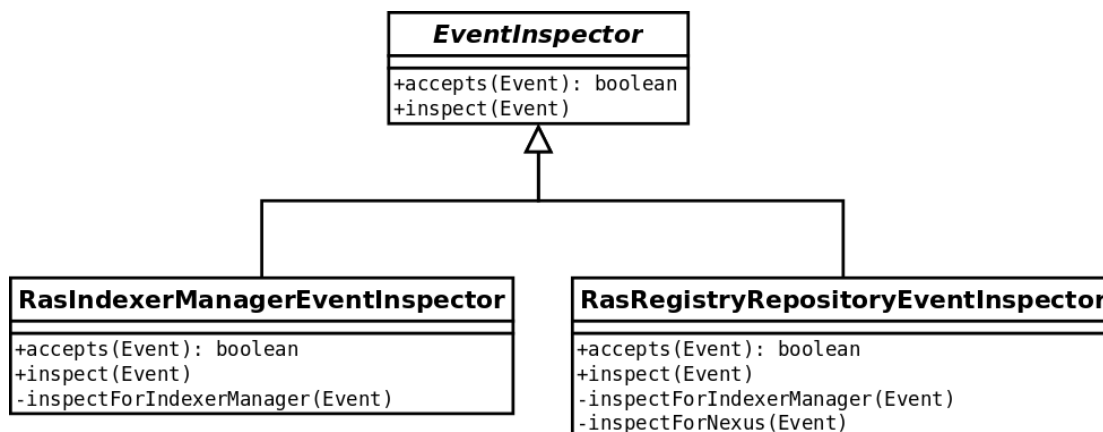 EventInspector
+accepts(Event): boolean
+inspect(Event)
RasIndexerManagerEventInspector
+accepts(Event): boolean
+inspect(Event)
-inspectForIndexerManager(Event)
RasRegistryRepositoryEventInspector
+accepts(Event): boolean
+inspect(Event)
-inspectForIndexerManager(Event)
-inspectForNexus(Event)